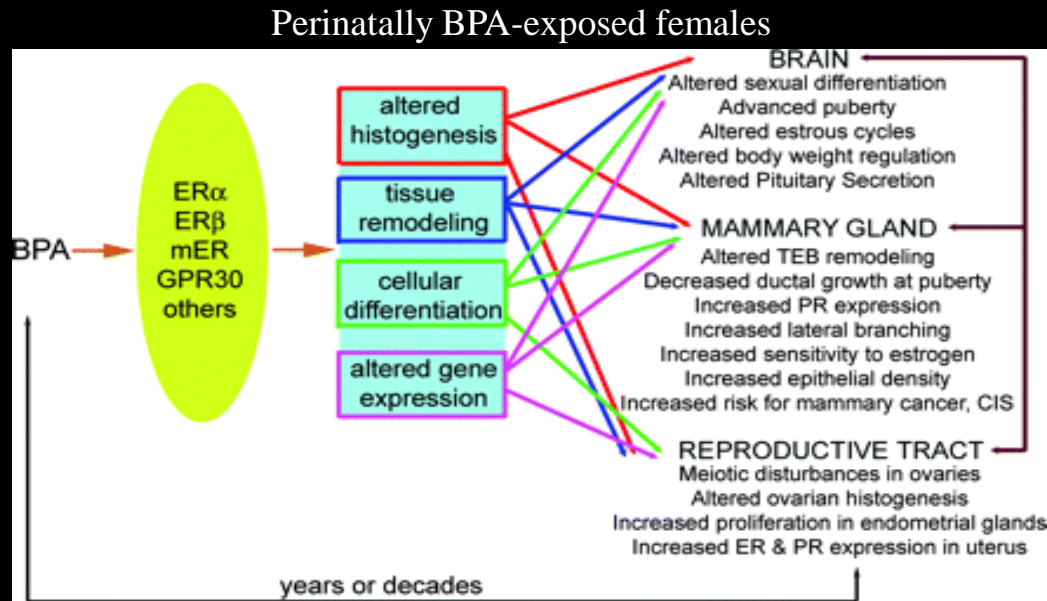 Perinatally BPA-exposed females
BPA
ERα
ERβ
mER
GPR30
others
altered
histogenesis
tissue
remodeling
cellular
differentiation
altered gene
expression
BRAIN
Altered sexual differentiation
Advanced puberty
Altered estrous cycles
Altered body weight regulation
Altered Pituitary Secretion
MAMMARY GLAND
Altered TEB remodeling
Decreased ductal growth at puberty
Increased PR expression
Increased lateral branching
Increased sensitivity to estrogen
Increased epithelial density
Increased risk for mammary cancer, CIS
REPRODUCTIVE TRACT
Meiotic disturbances in ovaries
Altered ovarian histogenesis
Increased proliferation in endometrial glands
Increased ER & PR expression in uterus
years or decades